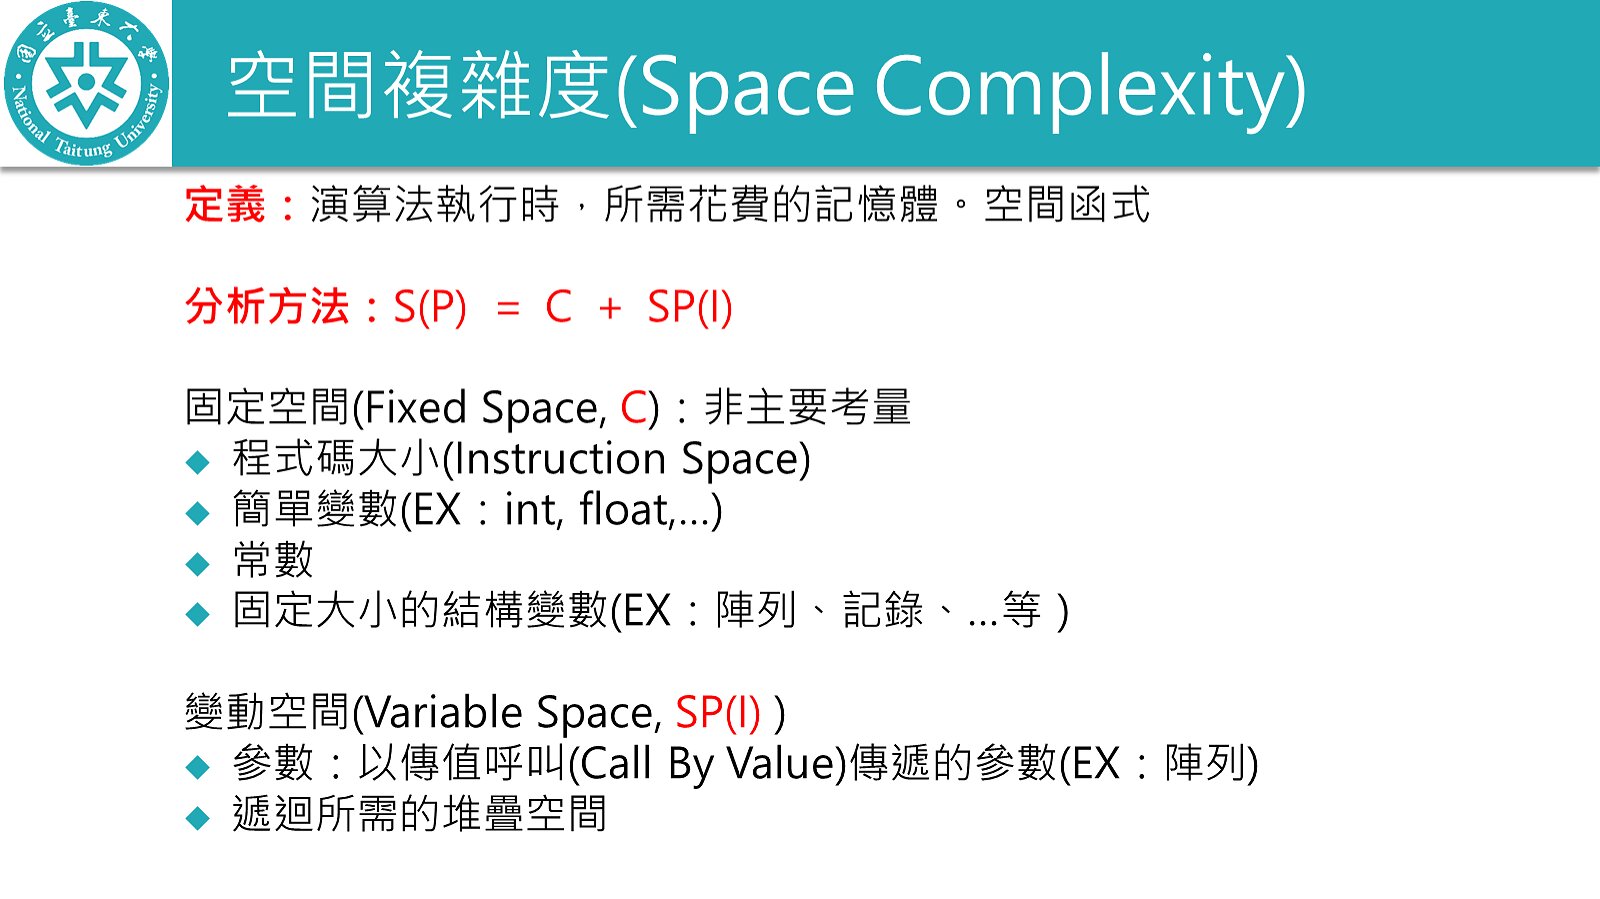 國立臺東大學
National Taitung University
空間複雜度(Space Complexity)
定義：演算法執行時，所需花費的記憶體。空間函式
分析方法：S(P) = C + SP(I)
固定空間(Fixed Space, C)：非主要考量
◆ 程式碼大小(Instruction Space)
◆ 簡單變數(EX：int, float,...)
◆ 常數
◆ 固定大小的結構變數(EX：陣列、記錄、...等 )
變動空間(Variable Space, SP(I) )
◆ 參數：以傳值呼叫(Call By Value)傳遞的參數(EX：陣列)
◆ 遞迴所需的堆疊空間